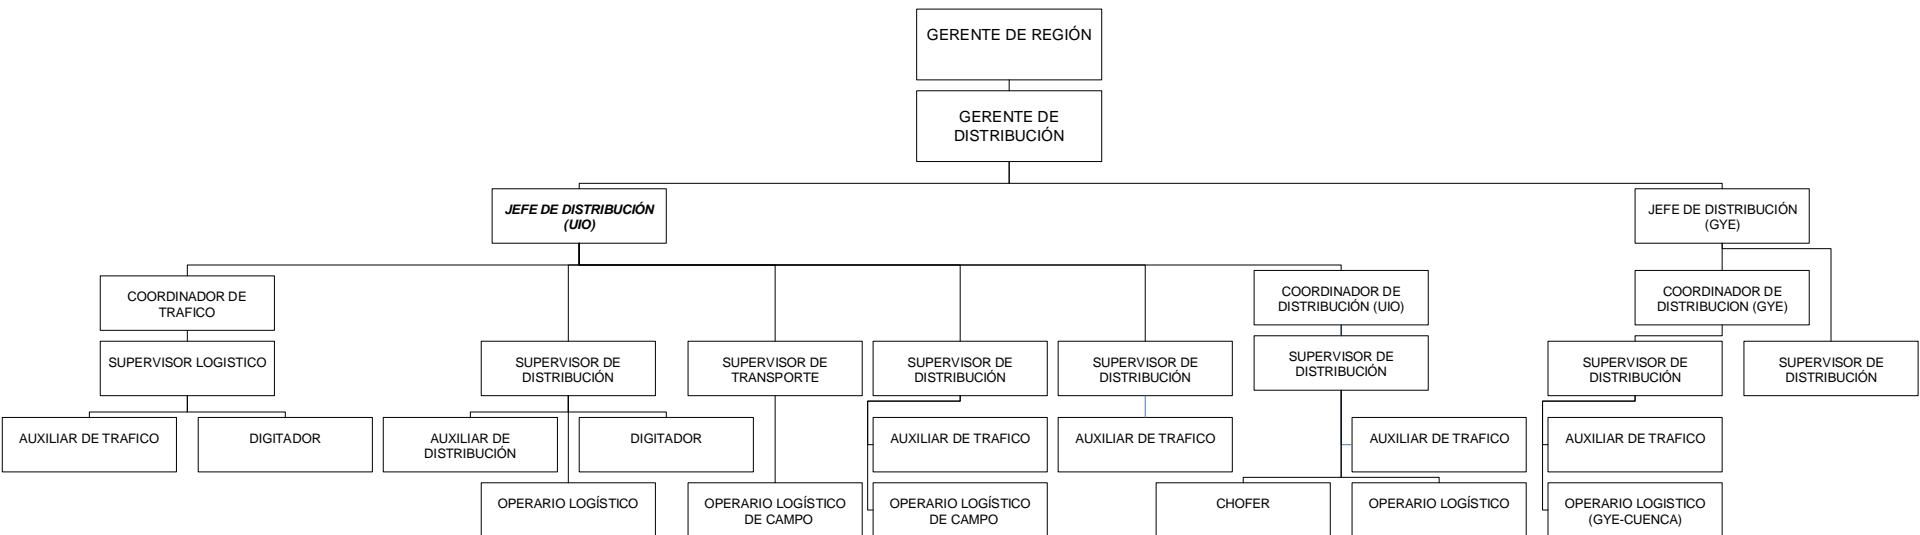 GERENTE DE REGIÓN
GERENTE DE
DISTRIBUCIÓN
JEFE DE DISTRIBUCIÓN
(UIO)
JEFE DE DISTRIBUCIÓN
(GYE)
COORDINADOR DE
TRAFICO
COORDINADOR DE
DISTRIBUCIÓN (UIO)
COORDINADOR DE
DISTRIBUCION (GYE)
SUPERVISOR LOGISTICO
SUPERVISOR DE
DISTRIBUCIÓN
SUPERVISOR DE
TRANSPORTE
SUPERVISOR DE
DISTRIBUCIÓN
SUPERVISOR DE
DISTRIBUCIÓN
SUPERVISOR DE
DISTRIBUCIÓN
SUPERVISOR DE
DISTRIBUCIÓN
SUPERVISOR DE
DISTRIBUCIÓN
AUXILIAR DE TRAFICO
DIGITADOR
AUXILIAR DE
DISTRIBUCIÓN
DIGITADOR
AUXILIAR DE TRAFICO
AUXILIAR DE TRAFICO
AUXILIAR DE TRAFICO
AUXILIAR DE TRAFICO
OPERARIO LOGÍSTICO
OPERARIO LOGÍSTICO
DE CAMPO
OPERARIO LOGÍSTICO
DE CAMPO
CHOFER
OPERARIO LOGÍSTICO
OPERARIO LOGISTICO
(GYE-CUENCA)